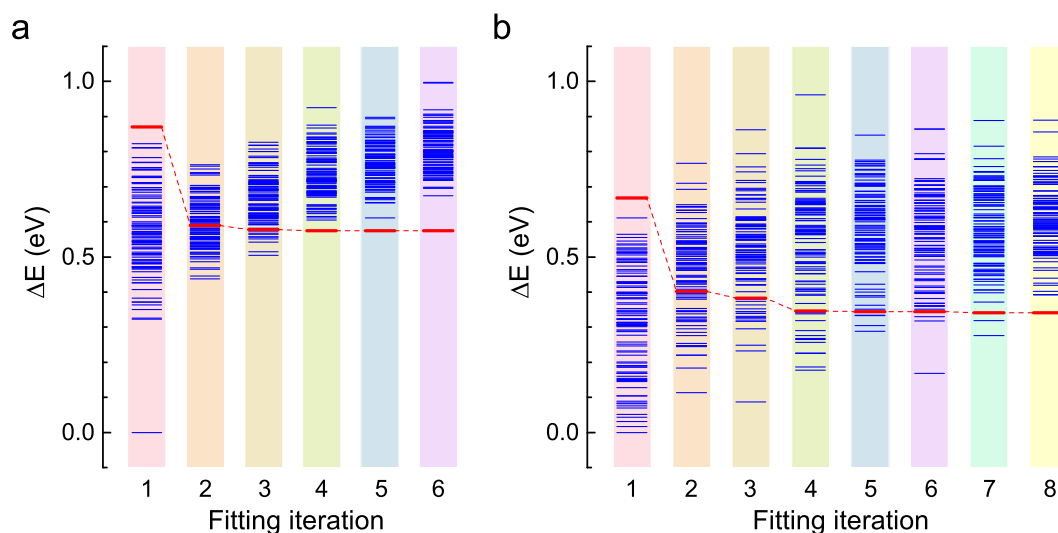 a
1.0
0.5
0.0
ΔE (eV)
1 2 3 4 5 6
Fitting iteration
b
1.0
0.5
0.0
ΔE (eV)
1 2 3 4 5 6 7 8
Fitting iteration